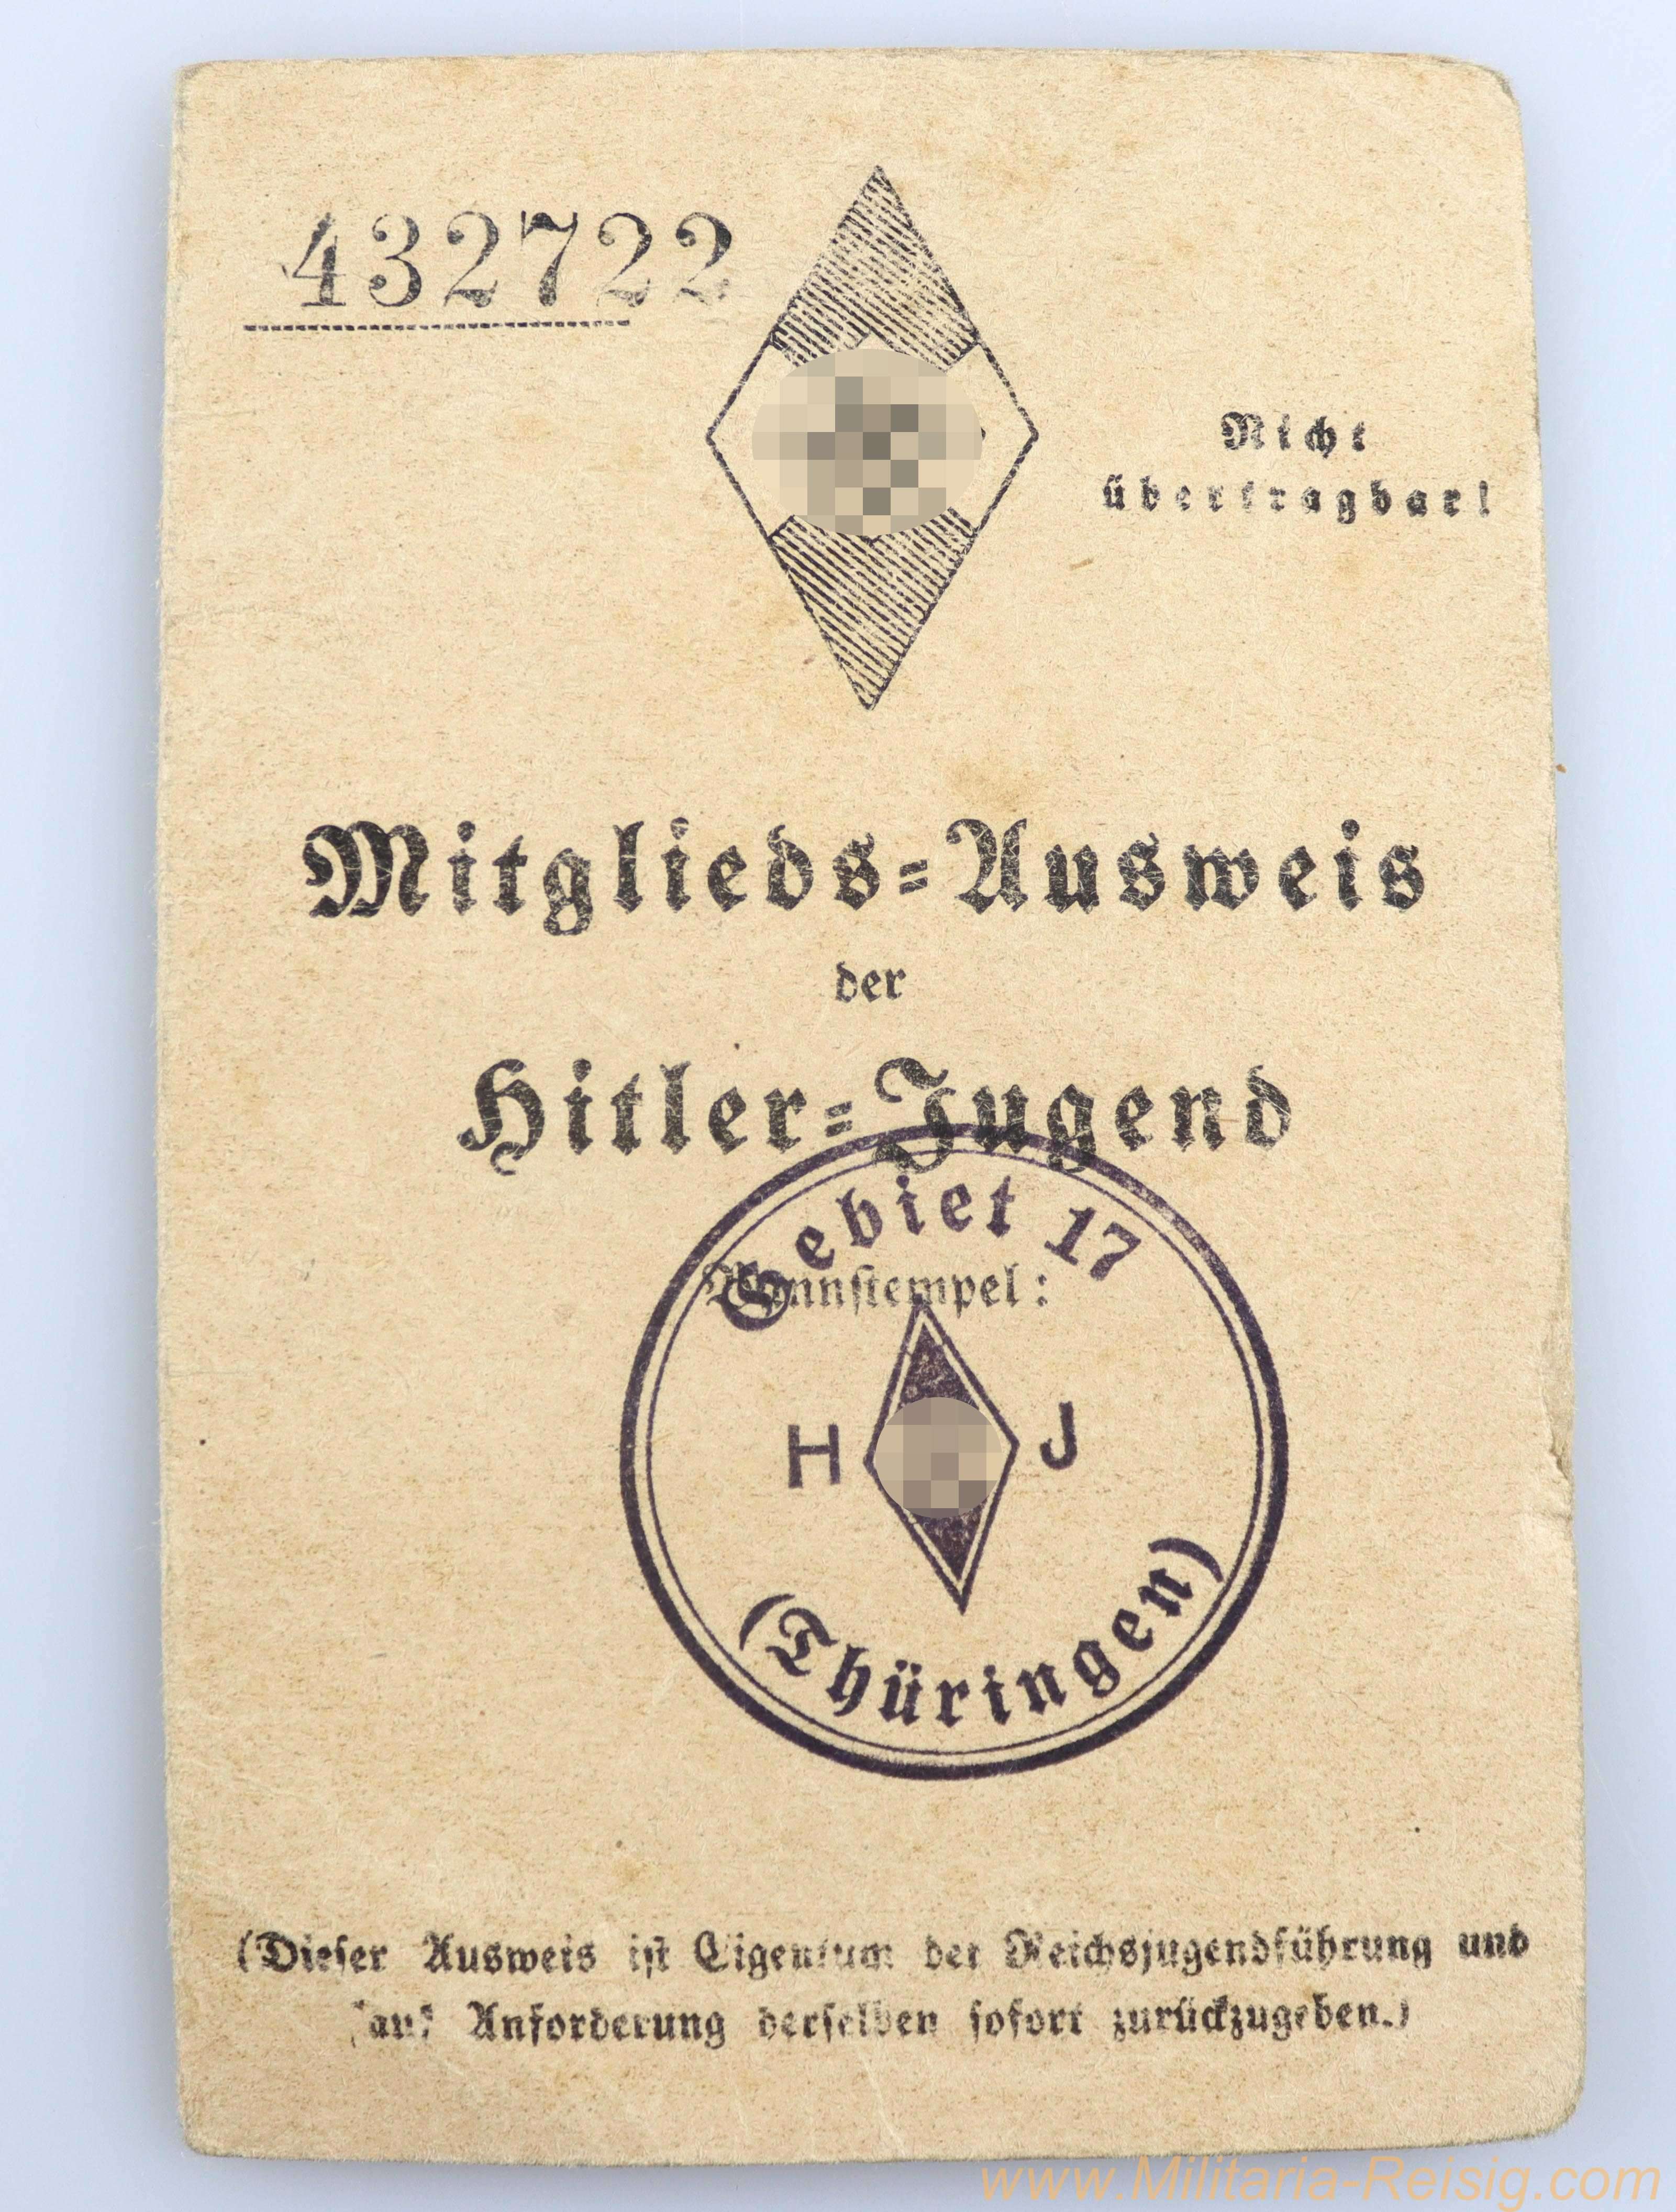 432722
Nicht
übertragbar!
Mitglieds=Ausweis
der
Hitler=Jugend
Gebiet 17
Bannstempel:
H J
(Thüringen)
(Dieser Ausweis ist Eigentum der Reichsjugendführung und
auf Anforderung derselben sofort zurückzugeben.)
www.Militaria-Reisig.com